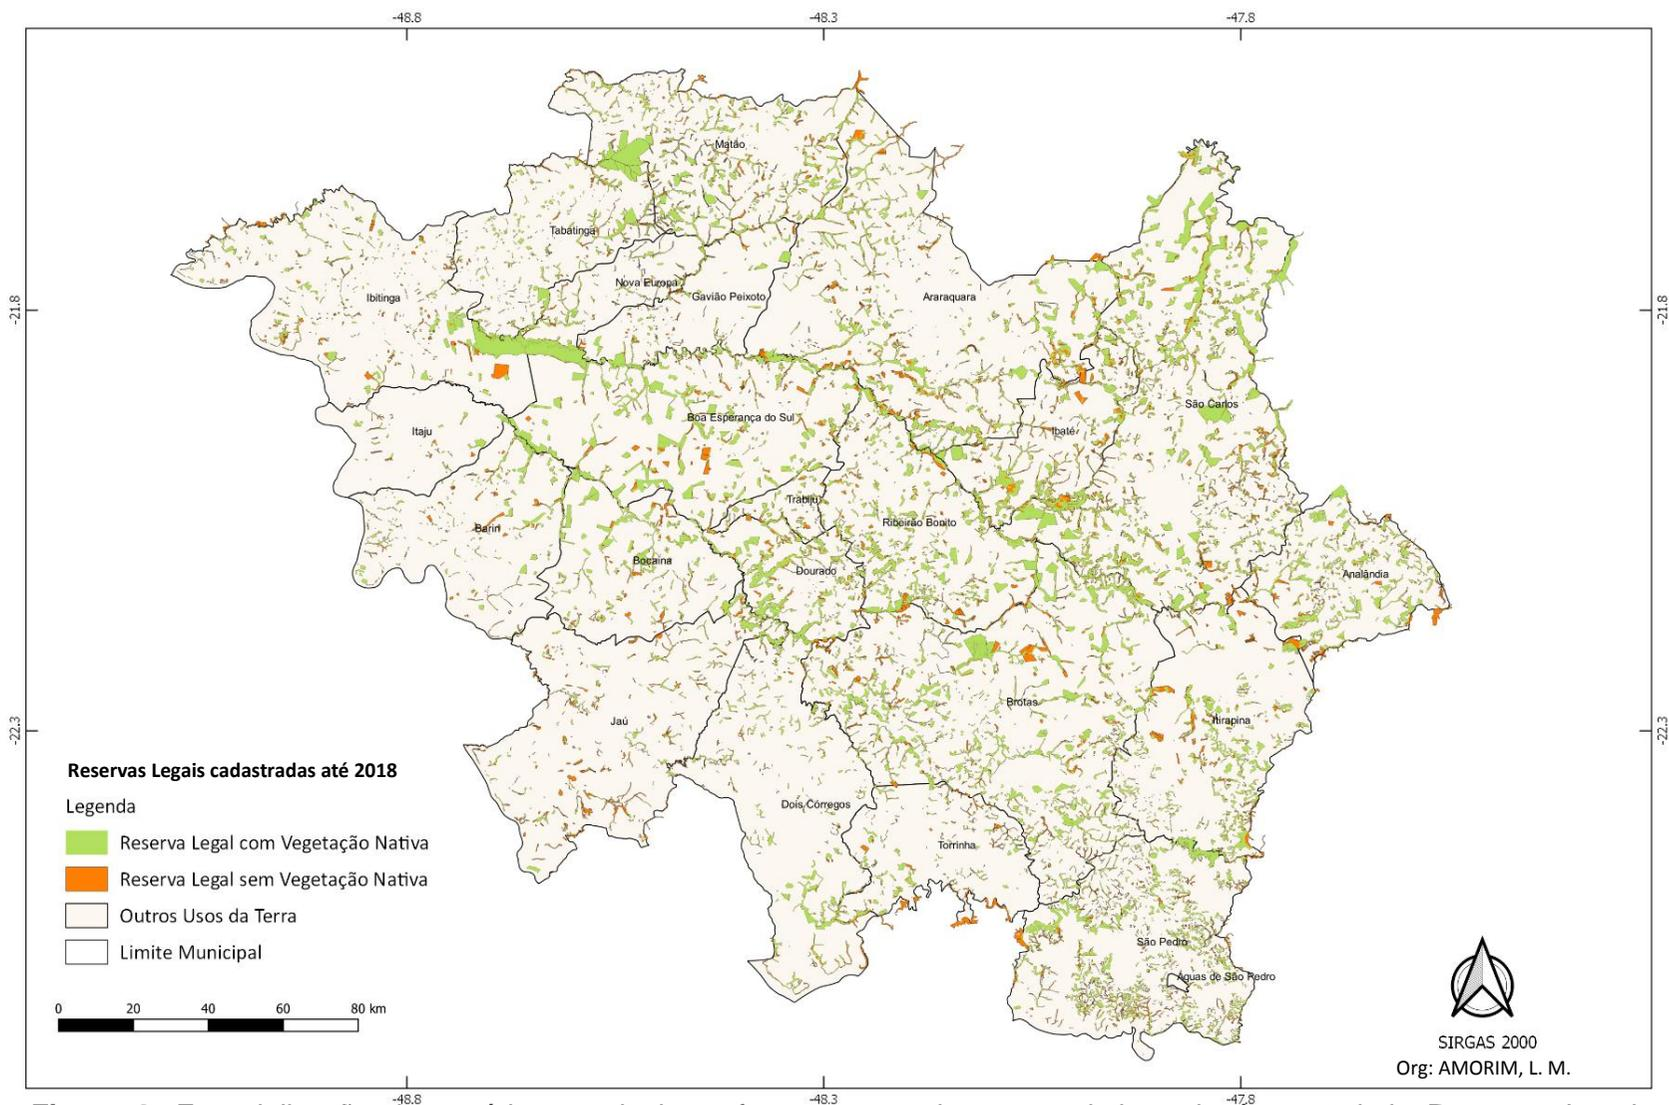 -48.8 -48.3 -47.8
Matão
Tabatinga
Nova Europa
Gavião Peixoto
Ibitinga
Araraquara
-21.8 -21.8
São Carlos
Boa Esperança do Sul
Itaju
Ibaté
Trabiju
Ribeirão Bonito
Bariri
Bocaina
Dourado
Analândia
Brotas
Jaú
Itirapina
-22.3 -22.3
Dois Córregos
Torrinha
São Pedro
Águas de São Pedro
Reservas Legais cadastradas até 2018
Legenda
Reserva Legal com Vegetação Nativa
Reserva Legal sem Vegetação Nativa
Outros Usos da Terra
Limite Municipal
0 20 40 60 80 km
SIRGAS 2000
Org: AMORIM, L. M.
-48.8 -48.3 -47.8